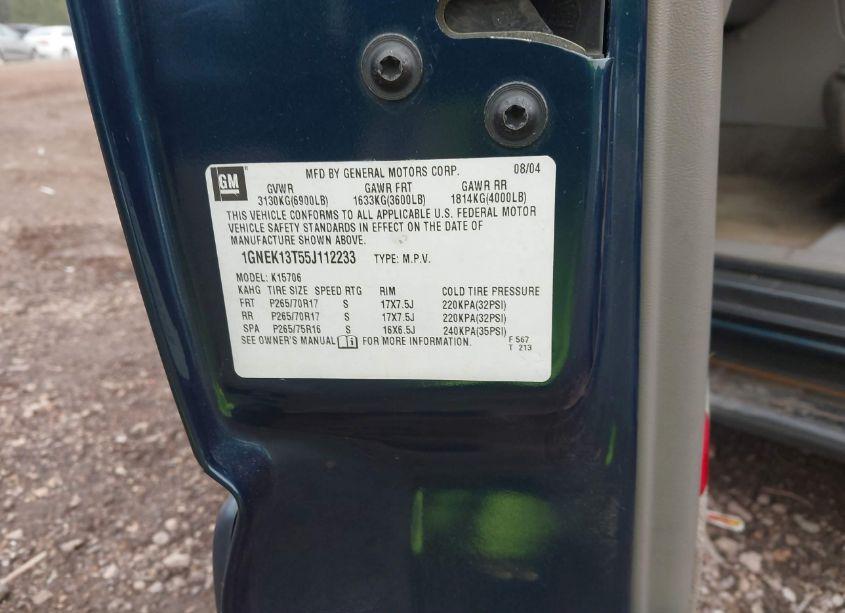 GM
MFD BY GENERAL MOTORS CORP. 08/04
GVWR GAWR FRT GAWR RR
3130KG(6900LB) 1633KG(3600LB) 1814KG(4000LB)
THIS VEHICLE CONFORMS TO ALL APPLICABLE U.S. FEDERAL MOTOR
VEHICLE SAFETY STANDARDS IN EFFECT ON THE DATE OF
MANUFACTURE SHOWN ABOVE.
1GNEK13T55J112233 TYPE: M.P.V.
MODEL: K15706
KAHG TIRE SIZE SPEED RTG RIM COLD TIRE PRESSURE
FRT P265/70R17 S 17X7.5J 220KPA(32PSI)
RR P265/70R17 S 17X7.5J 220KPA(32PSI)
SPA P265/75R16 S 16X6.5J 240KPA(35PSI)
SEE OWNER'S MANUAL i FOR MORE INFORMATION. F 567
T 213